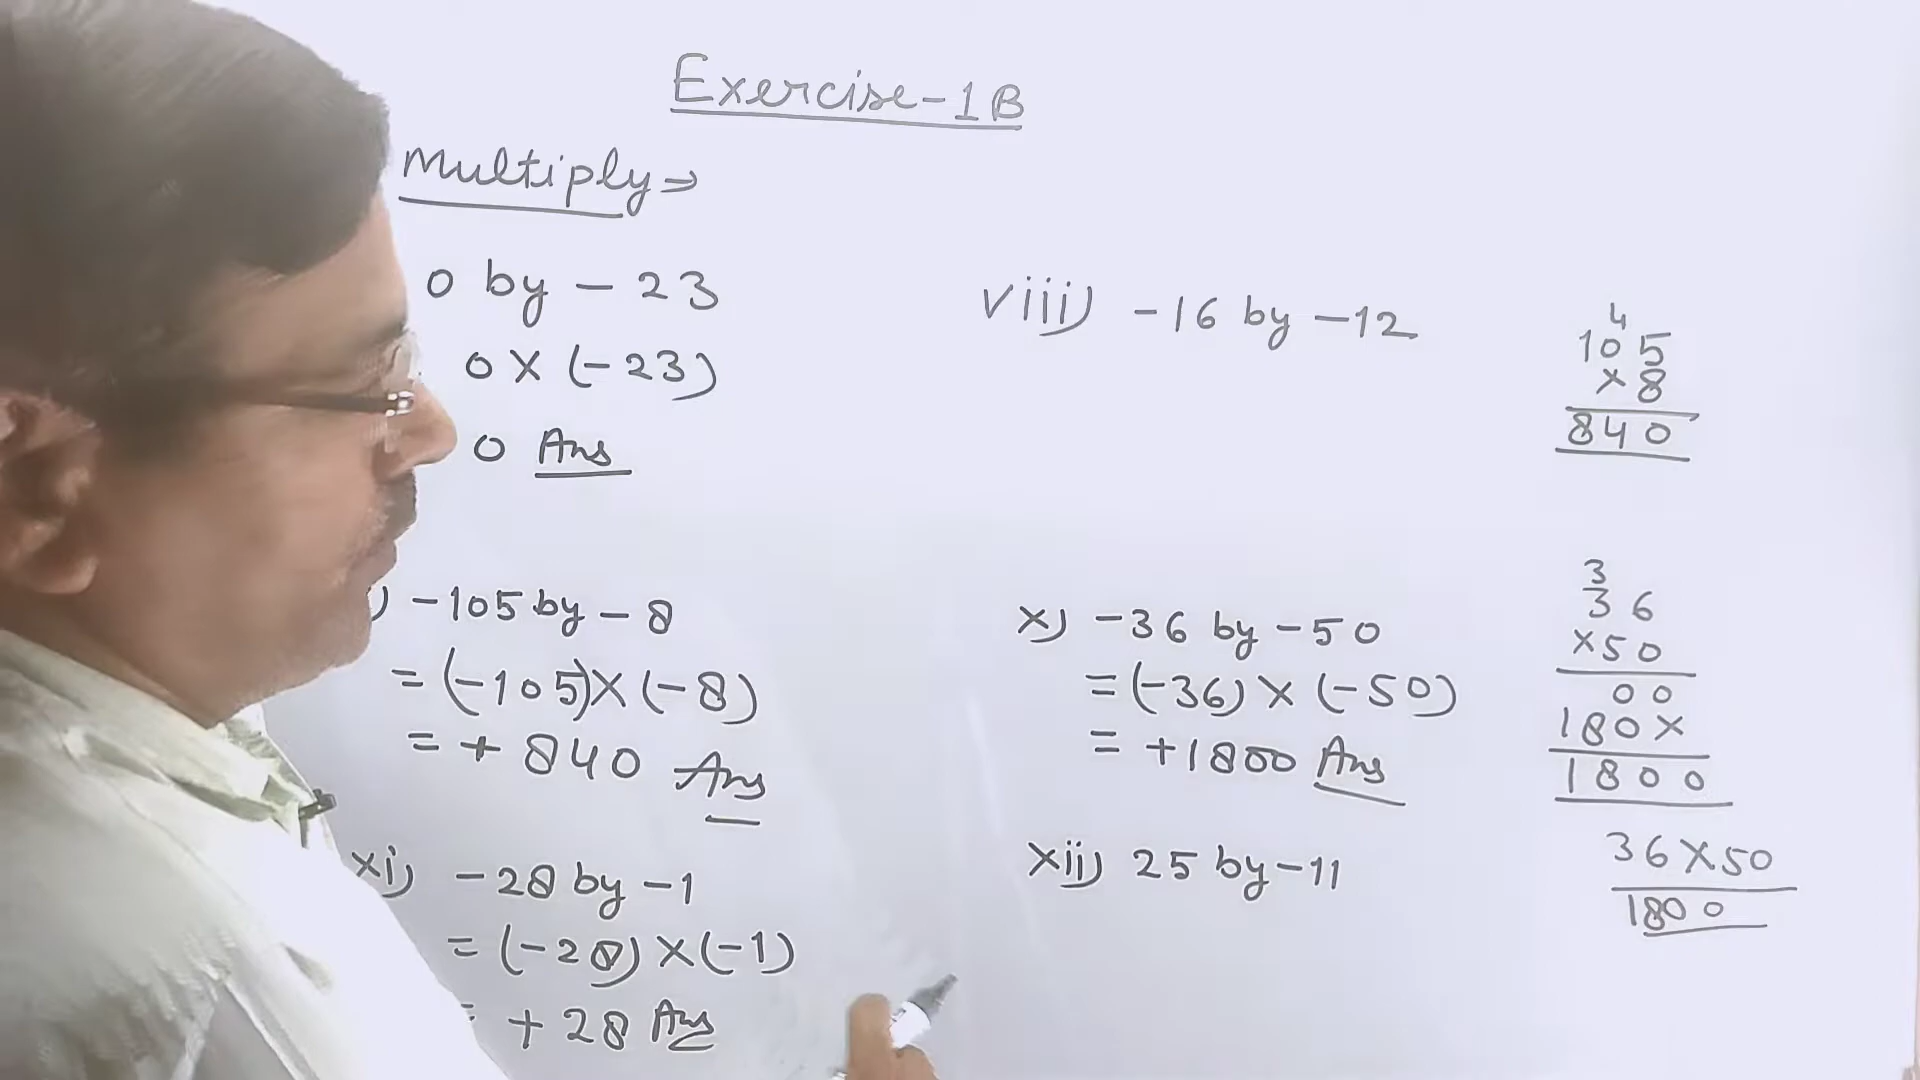 Exercise-1B
Multiply⇒
0 by - 23
0 X (-23)
0 Ans
viii) -16 by -12
4
105
×8
840
) -105 by - 8
= (-105)X(-8)
= + 840 Ans
x) -36 by -50
= (-36) X (-50)
= +1800 Ans
3
36
×50
00
180X
1800
36X50
1800
xi) -28 by -1
= (-28) X(-1)
= + 28 Ans
xii) 25 by -11